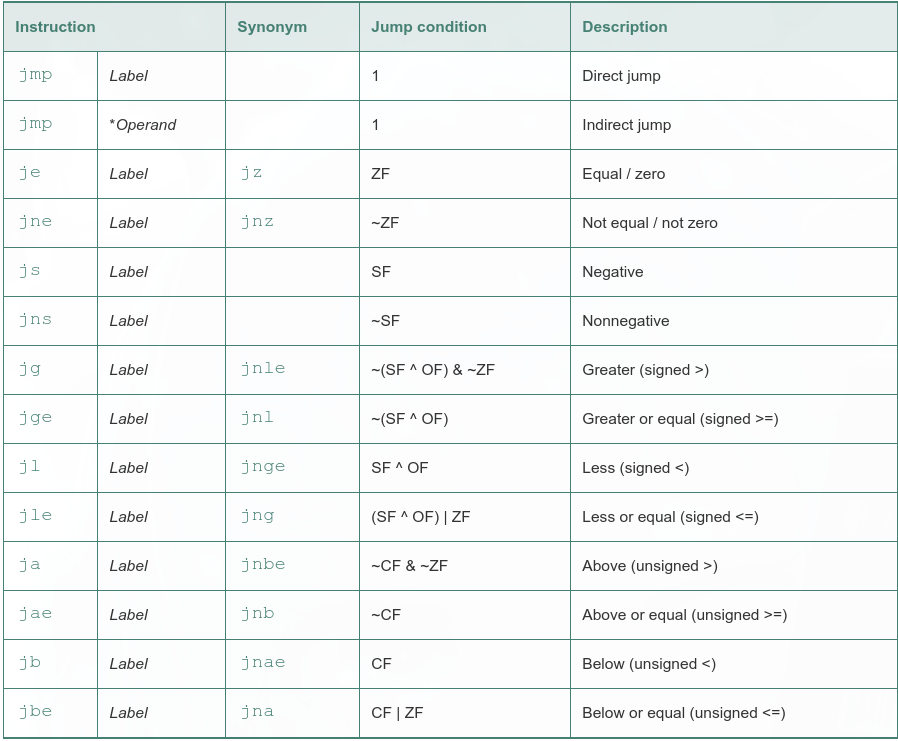 Instruction Synonym Jump condition Description
jmp Label 1 Direct jump
jmp *Operand 1 Indirect jump
je Label jz ZF Equal / zero
jne Label jnz ~ZF Not equal / not zero
js Label SF Negative
jns Label ~SF Nonnegative
jg Label jnle ~(SF ^ OF) & ~ZF Greater (signed >)
jge Label jnl ~(SF ^ OF) Greater or equal (signed >=)
jl Label jnge SF ^ OF Less (signed <)
jle Label jng (SF ^ OF) | ZF Less or equal (signed <=)
ja Label jnbe ~CF & ~ZF Above (unsigned >)
jae Label jnb ~CF Above or equal (unsigned >=)
jb Label jnae CF Below (unsigned <)
jbe Label jna CF | ZF Below or equal (unsigned <=)